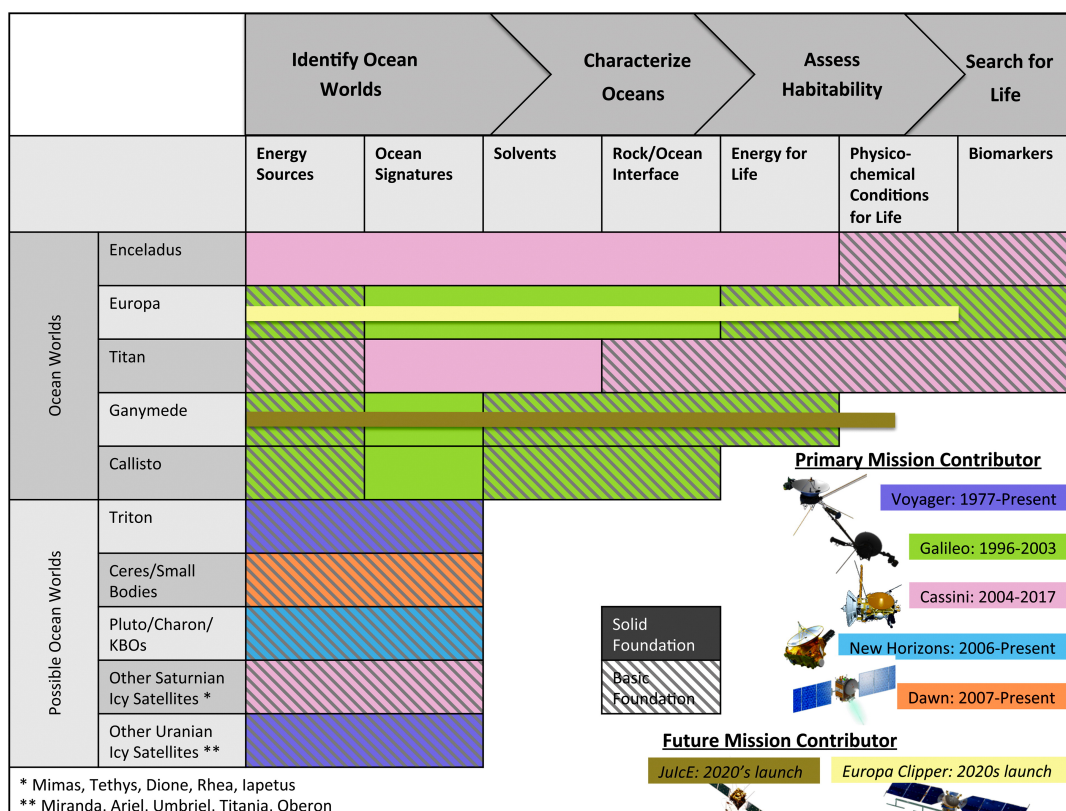 Identify Ocean
Worlds
Characterize
Oceans
Assess
Habitability
Search for
Life
Energy
Sources
Ocean
Signatures
Solvents
Rock/Ocean
Interface
Energy for
Life
Physico-
chemical
Conditions
for Life
Biomarkers
Ocean Worlds
Enceladus
Europa
Titan
Ganymede
Callisto
Possible Ocean Worlds
Triton
Ceres/Small
Bodies
Pluto/Charon/
KBOs
Other Saturnian
Icy Satellites *
Other Uranian
Icy Satellites **
Primary Mission Contributor
Voyager: 1977-Present
Galileo: 1996-2003
Cassini: 2004-2017
New Horizons: 2006-Present
Dawn: 2007-Present
Solid
Foundation
Basic
Foundation
Future Mission Contributor
JuIcE: 2020's launch
Europa Clipper: 2020s launch
* Mimas, Tethys, Dione, Rhea, Iapetus
** Miranda, Ariel, Umbriel, Titania, Oberon